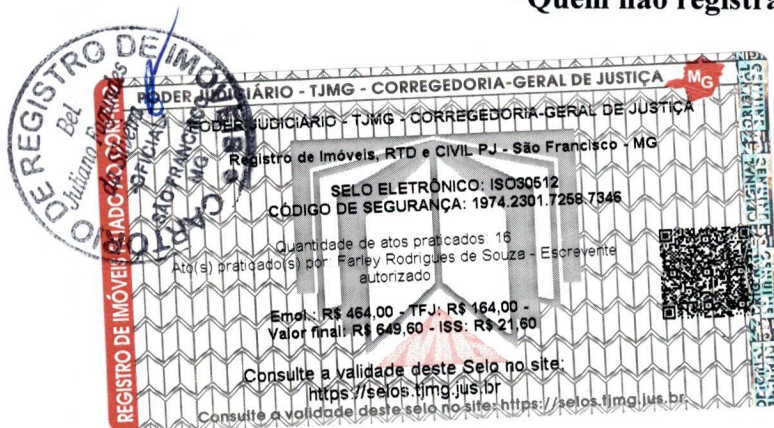 Quem não registra
CARTÓRIO DE REGISTRO DE IMÓVEIS
Bel.
Juliano Fagundes
da Silveira
OFICIAL
SÃO FRANCISCO
MG
PODER JUDICIÁRIO - TJMG - CORREGEDORIA-GERAL DE JUSTIÇA
MG
PODER JUDICIÁRIO - TJMG - CORREGEDORIA-GERAL DE JUSTIÇA
Registro de Imóveis, RTD e CIVIL PJ - São Francisco - MG
SELO ELETRÔNICO: ISO30512
CÓDIGO DE SEGURANÇA: 1974.2301.7258.7346
Quantidade de atos praticados: 16
Ato(s) praticado(s) por: Farley Rodrigues de Souza - Escrevente
autorizado
Emol.: R$ 464,00 - TFJ: R$ 164,00 -
Valor final: R$ 649,60 - ISS: R$ 21,60
Consulte a validade deste Selo no site:
https://selos.tjmg.jus.br
Consulte a validade deste selo no site: https://selos.tjmg.jus.br
REGISTRO DE IMÓVEIS